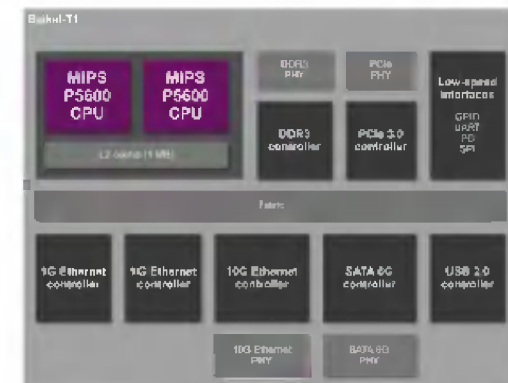 Baikal-T1
MIPS
P5600
CPU
MIPS
P5600
CPU
L2 cache (1 MB)
DDR3
PHY
PCIe
PHY
DDR3
controller
PCIe 3.0
controller
Low-speed
interfaces
GPIO
UART
I2C
SPI
Fabric
1G Ethernet
controller
1G Ethernet
controller
10G Ethernet
controller
SATA 6G
controller
USB 2.0
controller
10G Ethernet
PHY
SATA 6G
PHY